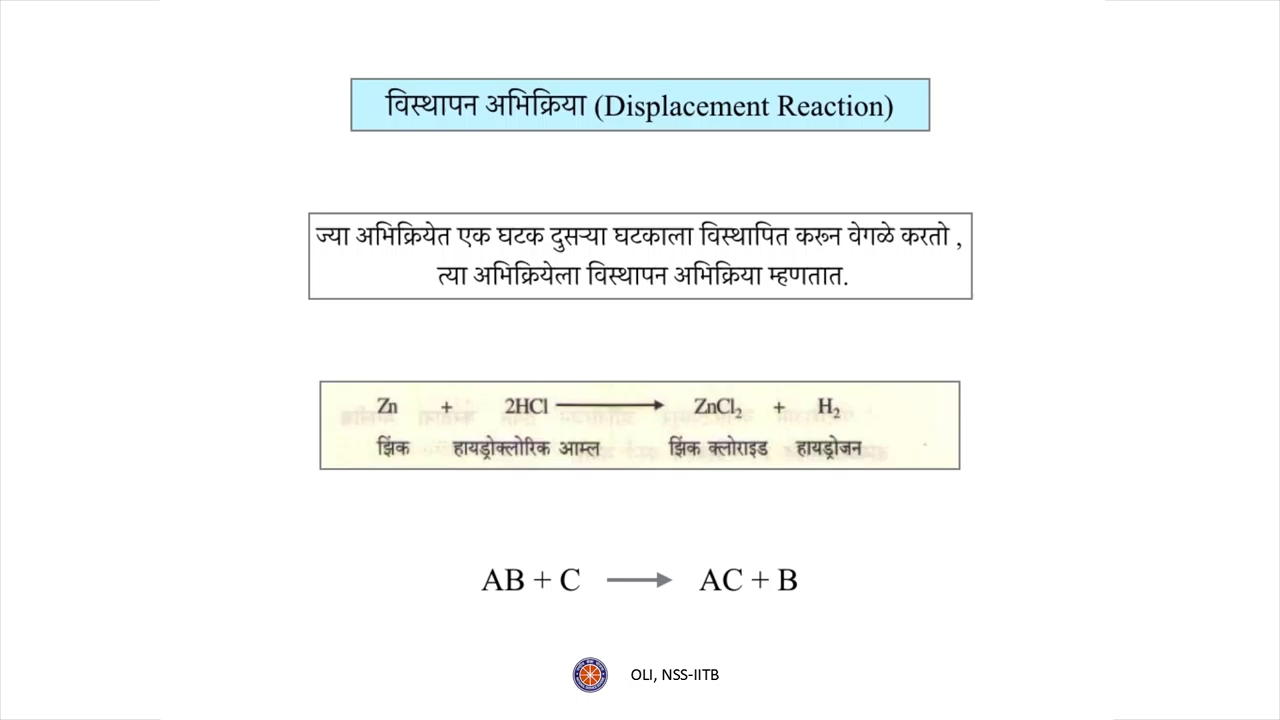 विस्थापन अभिक्रिया (Displacement Reaction)
ज्या अभिक्रियेत एक घटक दुसऱ्या घटकाला विस्थापित करून वेगळे करतो ,
त्या अभिक्रियेला विस्थापन अभिक्रिया म्हणतात.
Zn + 2HCl ⟶ ZnCl₂ + H₂
झिंक हायड्रोक्लोरिक आम्ल झिंक क्लोराइड हायड्रोजन
AB + C ⟶ AC + B
OLI, NSS-IITB